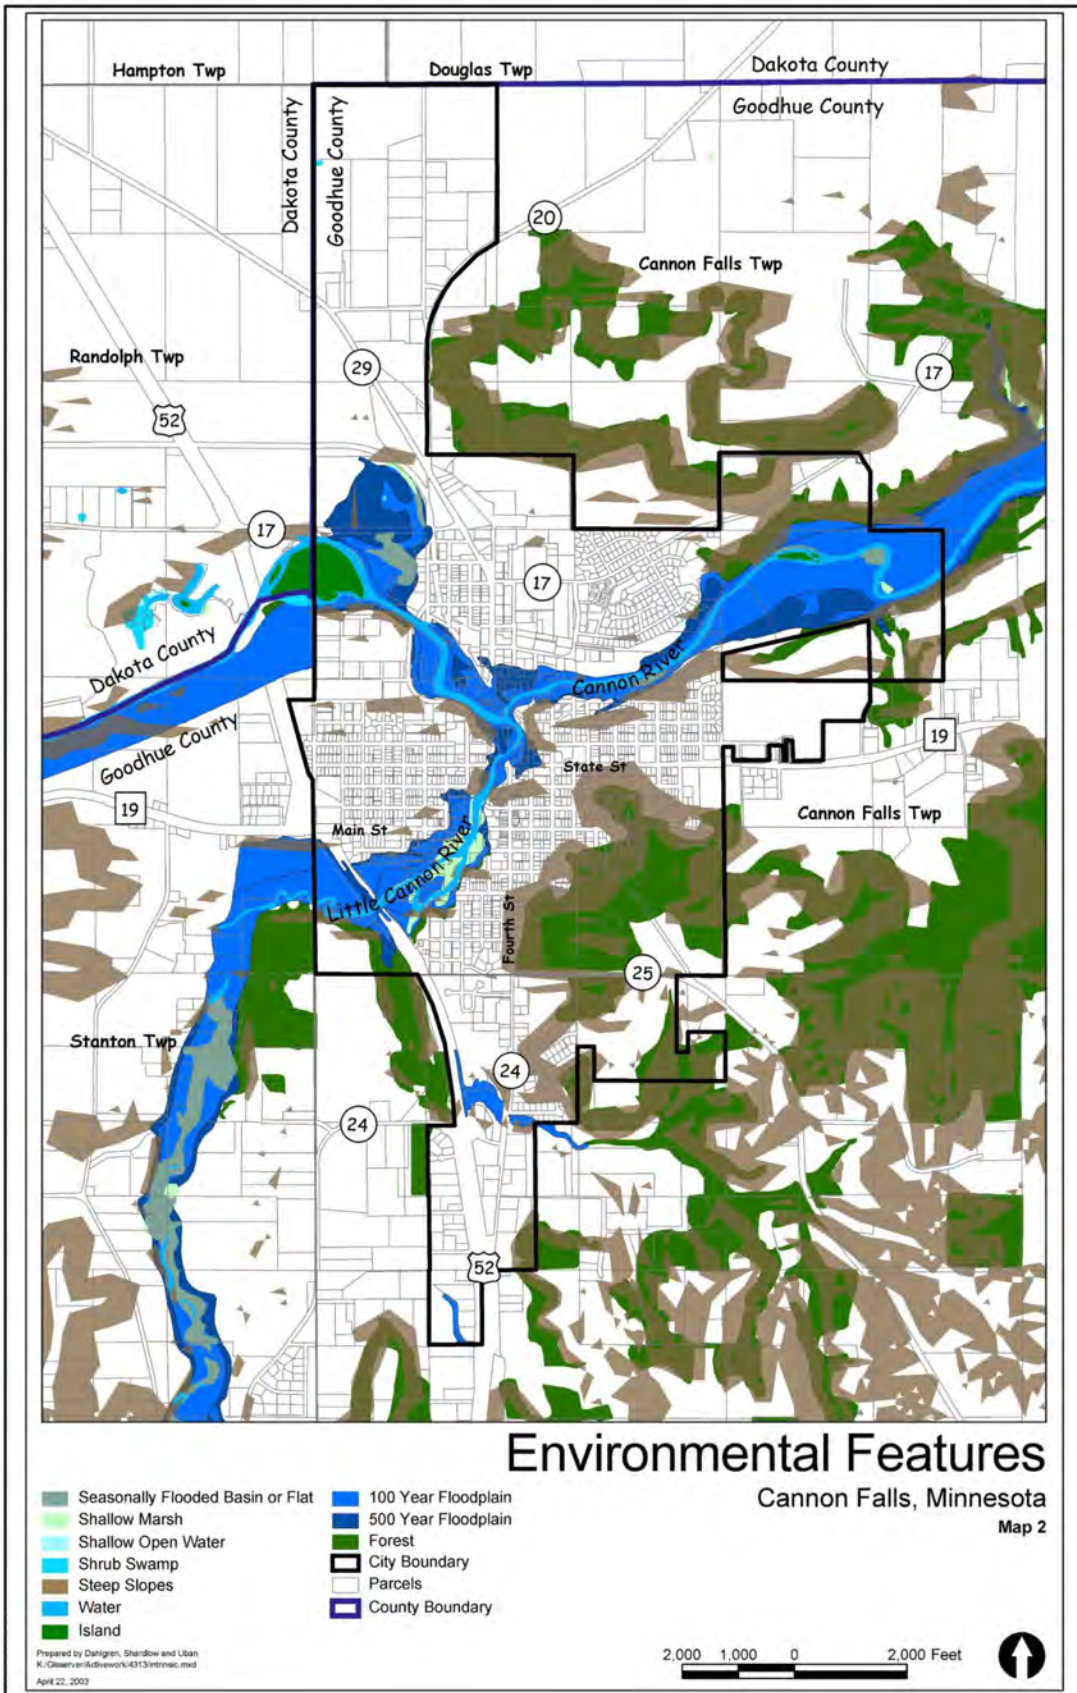 Hampton Twp
Douglas Twp
Dakota County
Goodhue County
Dakota County
Goodhue County
20
Cannon Falls Twp
Randolph Twp
29
17
52
17
17
Dakota County
Cannon River
Goodhue County
19
State St
19
Main St
Cannon Falls Twp
Little Cannon River
Fourth St
25
Stanton Twp
24
24
52
Environmental Features
Cannon Falls, Minnesota
Map 2
Seasonally Flooded Basin or Flat
Shallow Marsh
Shallow Open Water
Shrub Swamp
Steep Slopes
Water
Island
100 Year Floodplain
500 Year Floodplain
Forest
City Boundary
Parcels
County Boundary
Prepared by Dahlgren, Shardlow and Uban
K:/Gisserver/Activework/4313/intrinsic.mxd
April 22, 2003
2,000 1,000 0 2,000 Feet